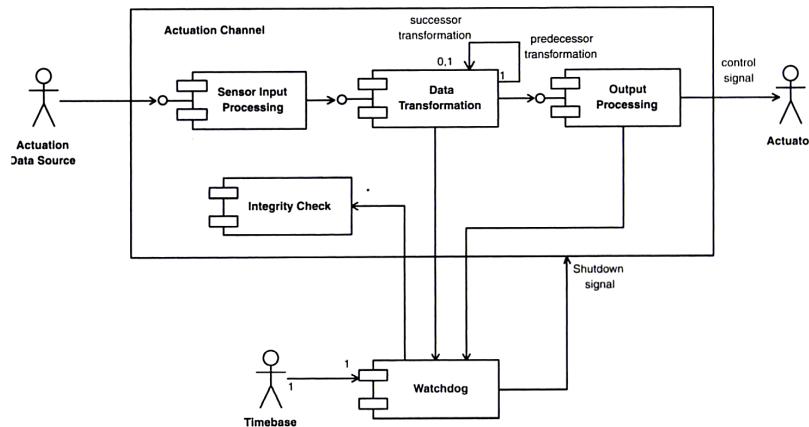 successor
transformation
predecessor
transformation
Actuation Channel
0,1
1
control
signal
Sensor Input
Processing
Data
Transformation
Output
Processing
Actuation
Data Source
Actuato
Integrity Check
*
Shutdown
signal
1
1
Watchdog
Timebase